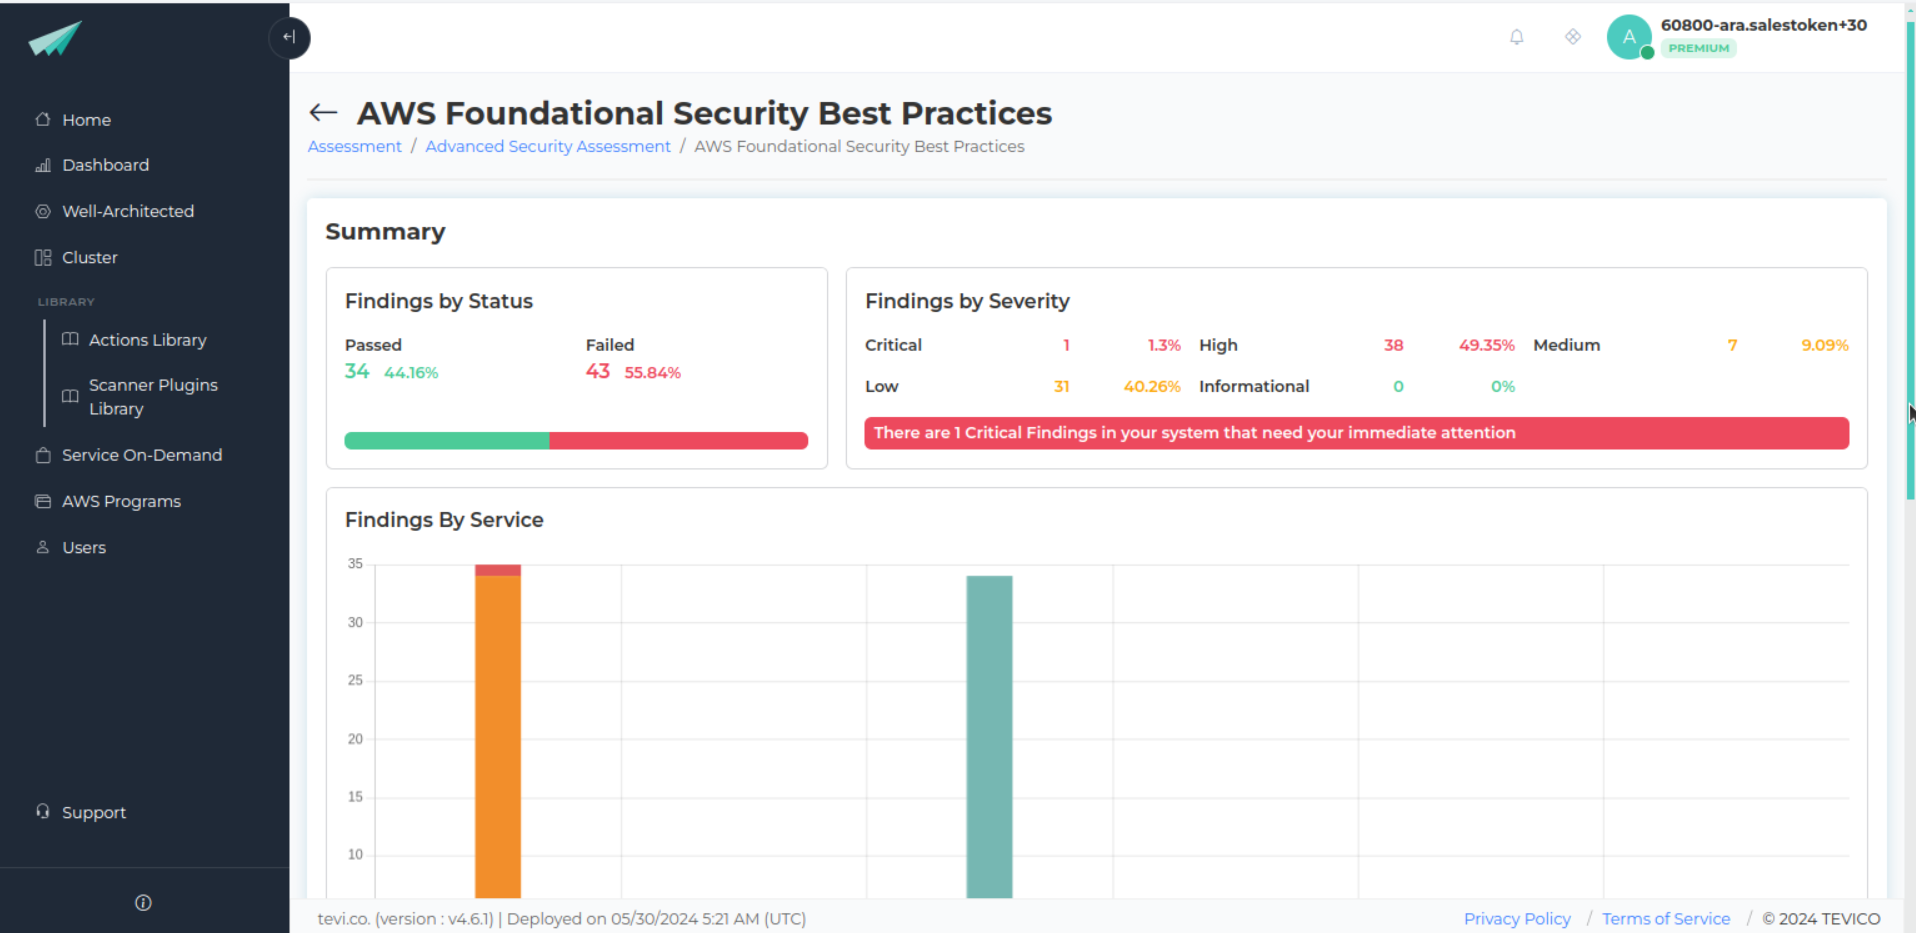 60800-ara.salestoken+30
A
PREMIUM
Home
Dashboard
Well-Architected
Cluster
LIBRARY
Actions Library
Scanner Plugins
Library
Service On-Demand
AWS Programs
Users
Support
AWS Foundational Security Best Practices
Assessment / Advanced Security Assessment / AWS Foundational Security Best Practices
Summary
Findings by Status
Passed Failed
34 44.16% 43 55.84%
Findings by Severity
Critical 1 1.3% High 38 49.35% Medium 7 9.09%
Low 31 40.26% Informational 0 0%
There are 1 Critical Findings in your system that need your immediate attention
Findings By Service
35
30
25
20
15
10
tevi.co. (version : v4.6.1) | Deployed on 05/30/2024 5:21 AM (UTC)
Privacy Policy / Terms of Service / © 2024 TEVICO